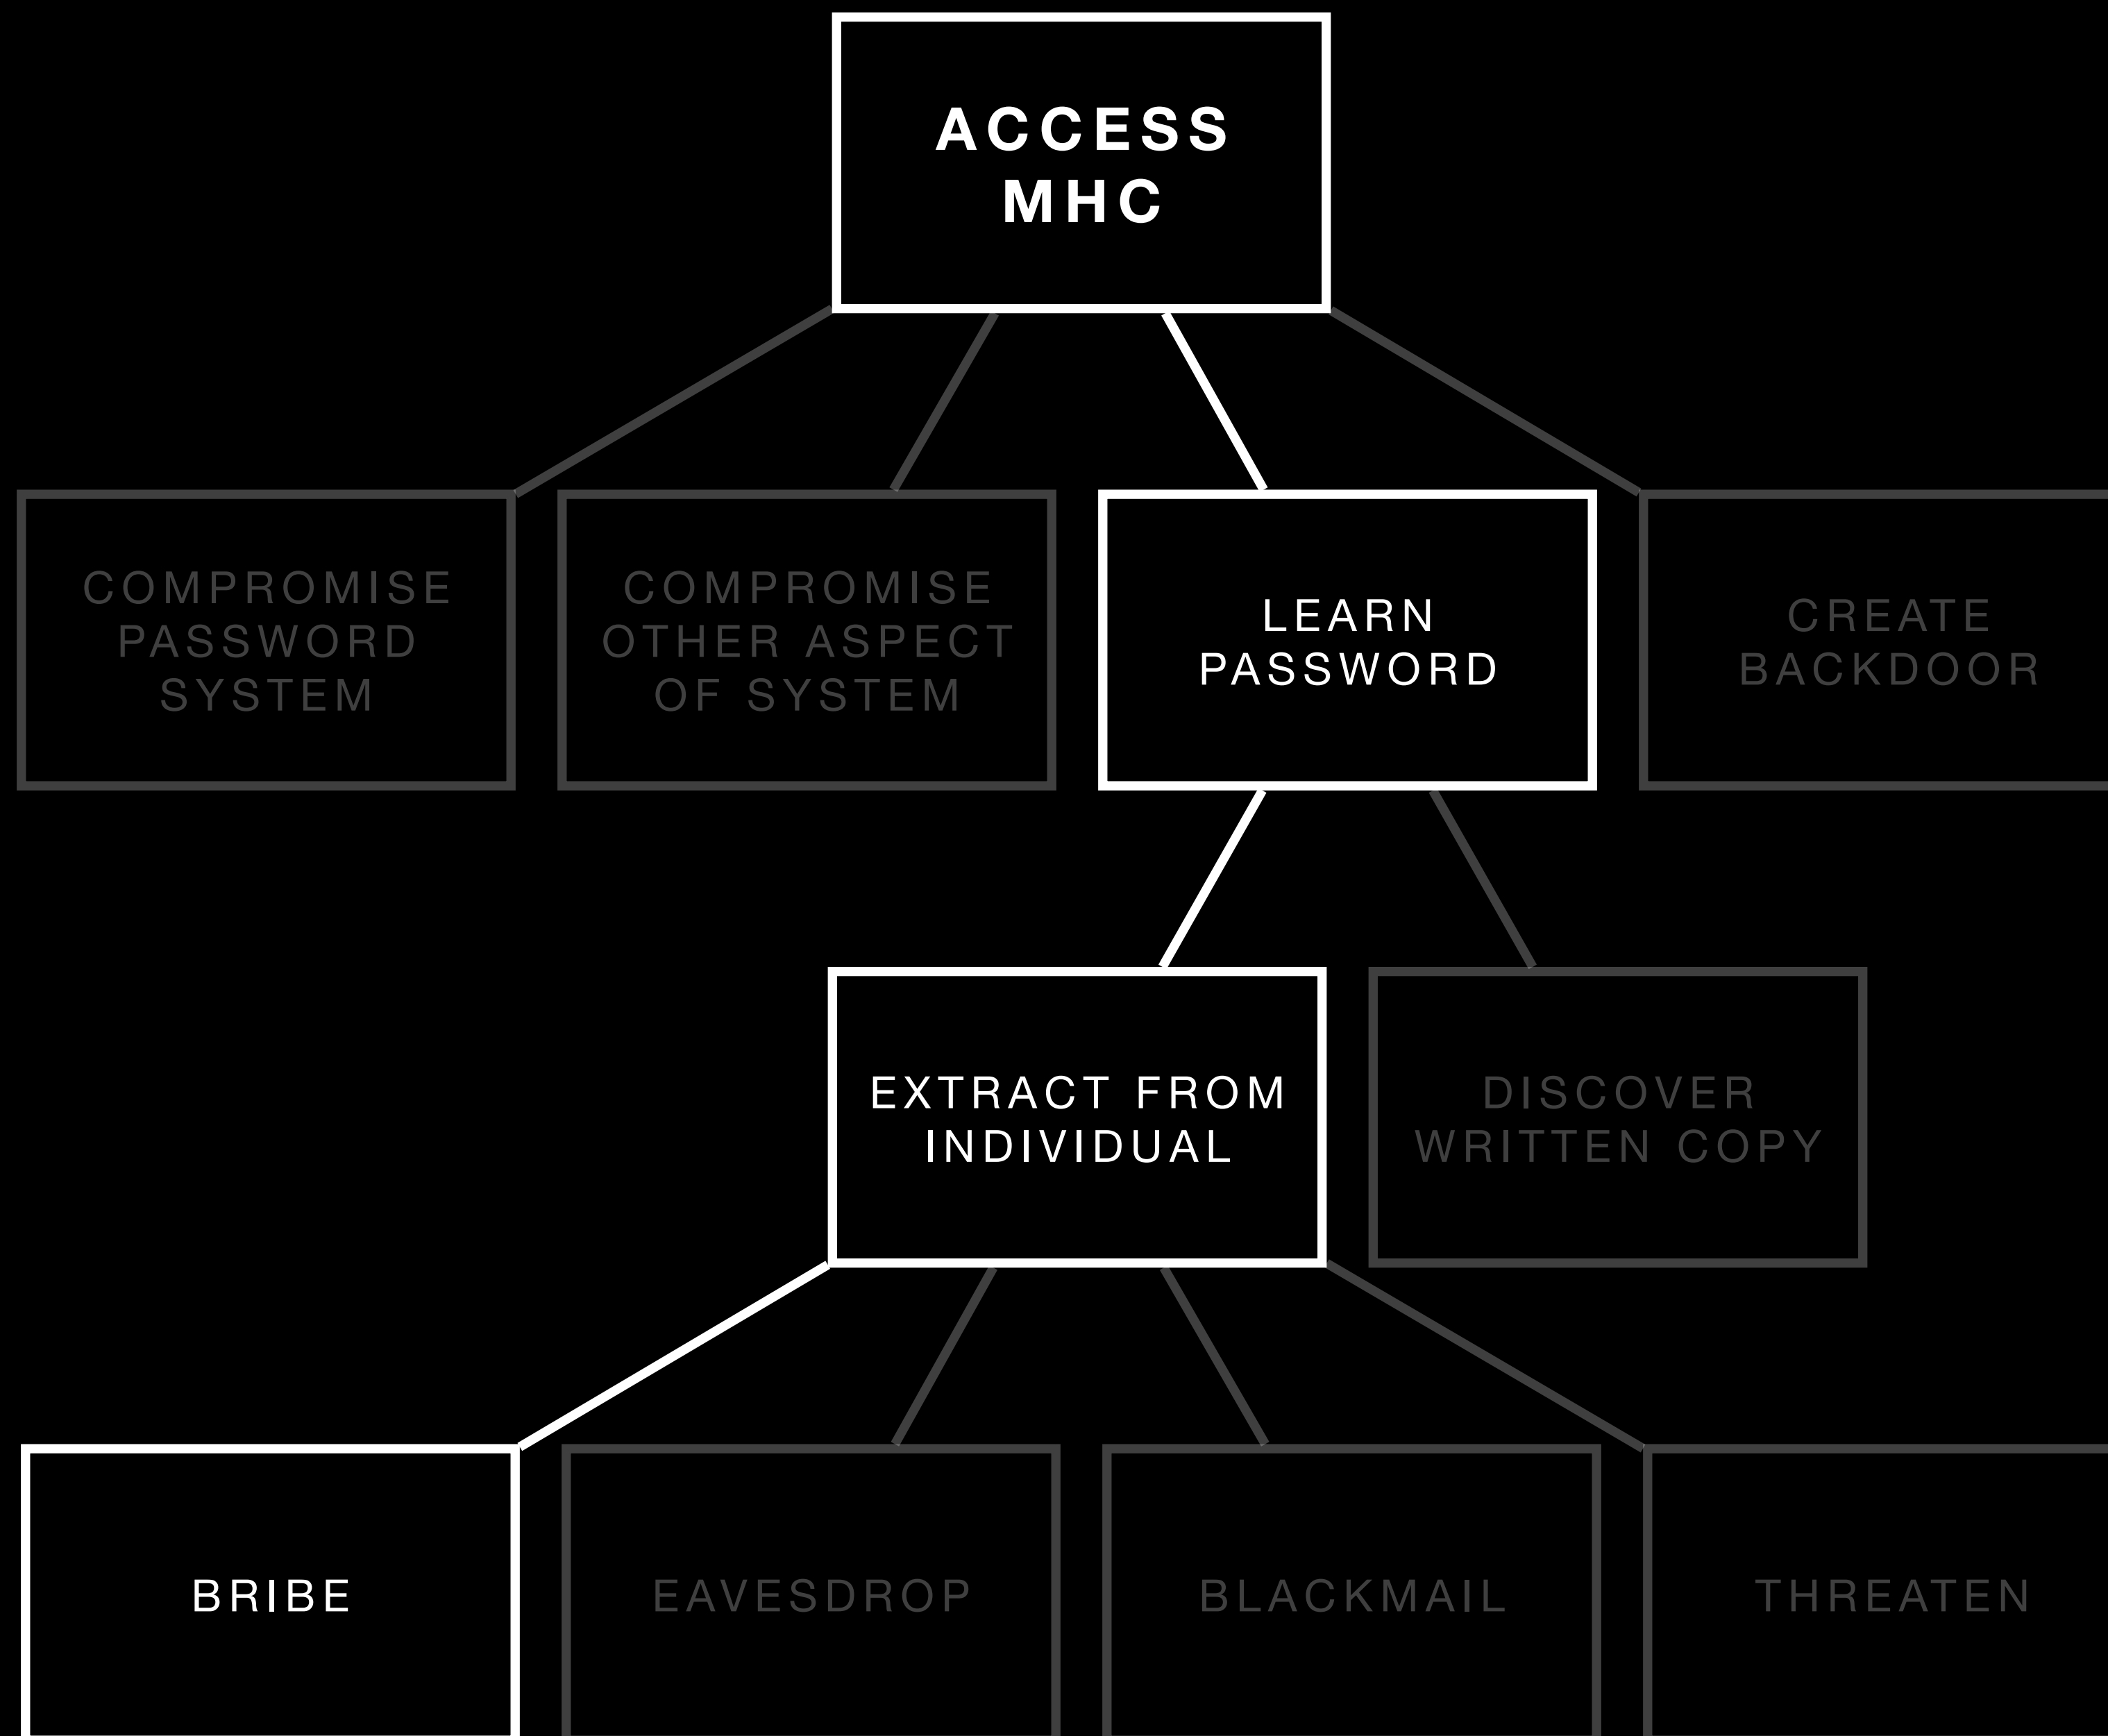 ACCESS
MHC
COMPROMISE
PASSWORD
SYSTEM
COMPROMISE
OTHER ASPECT
OF SYSTEM
LEARN
PASSWORD
CREATE
BACKDOOR
EXTRACT FROM
INDIVIDUAL
DISCOVER
WRITTEN COPY
BRIBE
EAVESDROP
BLACKMAIL
THREATEN